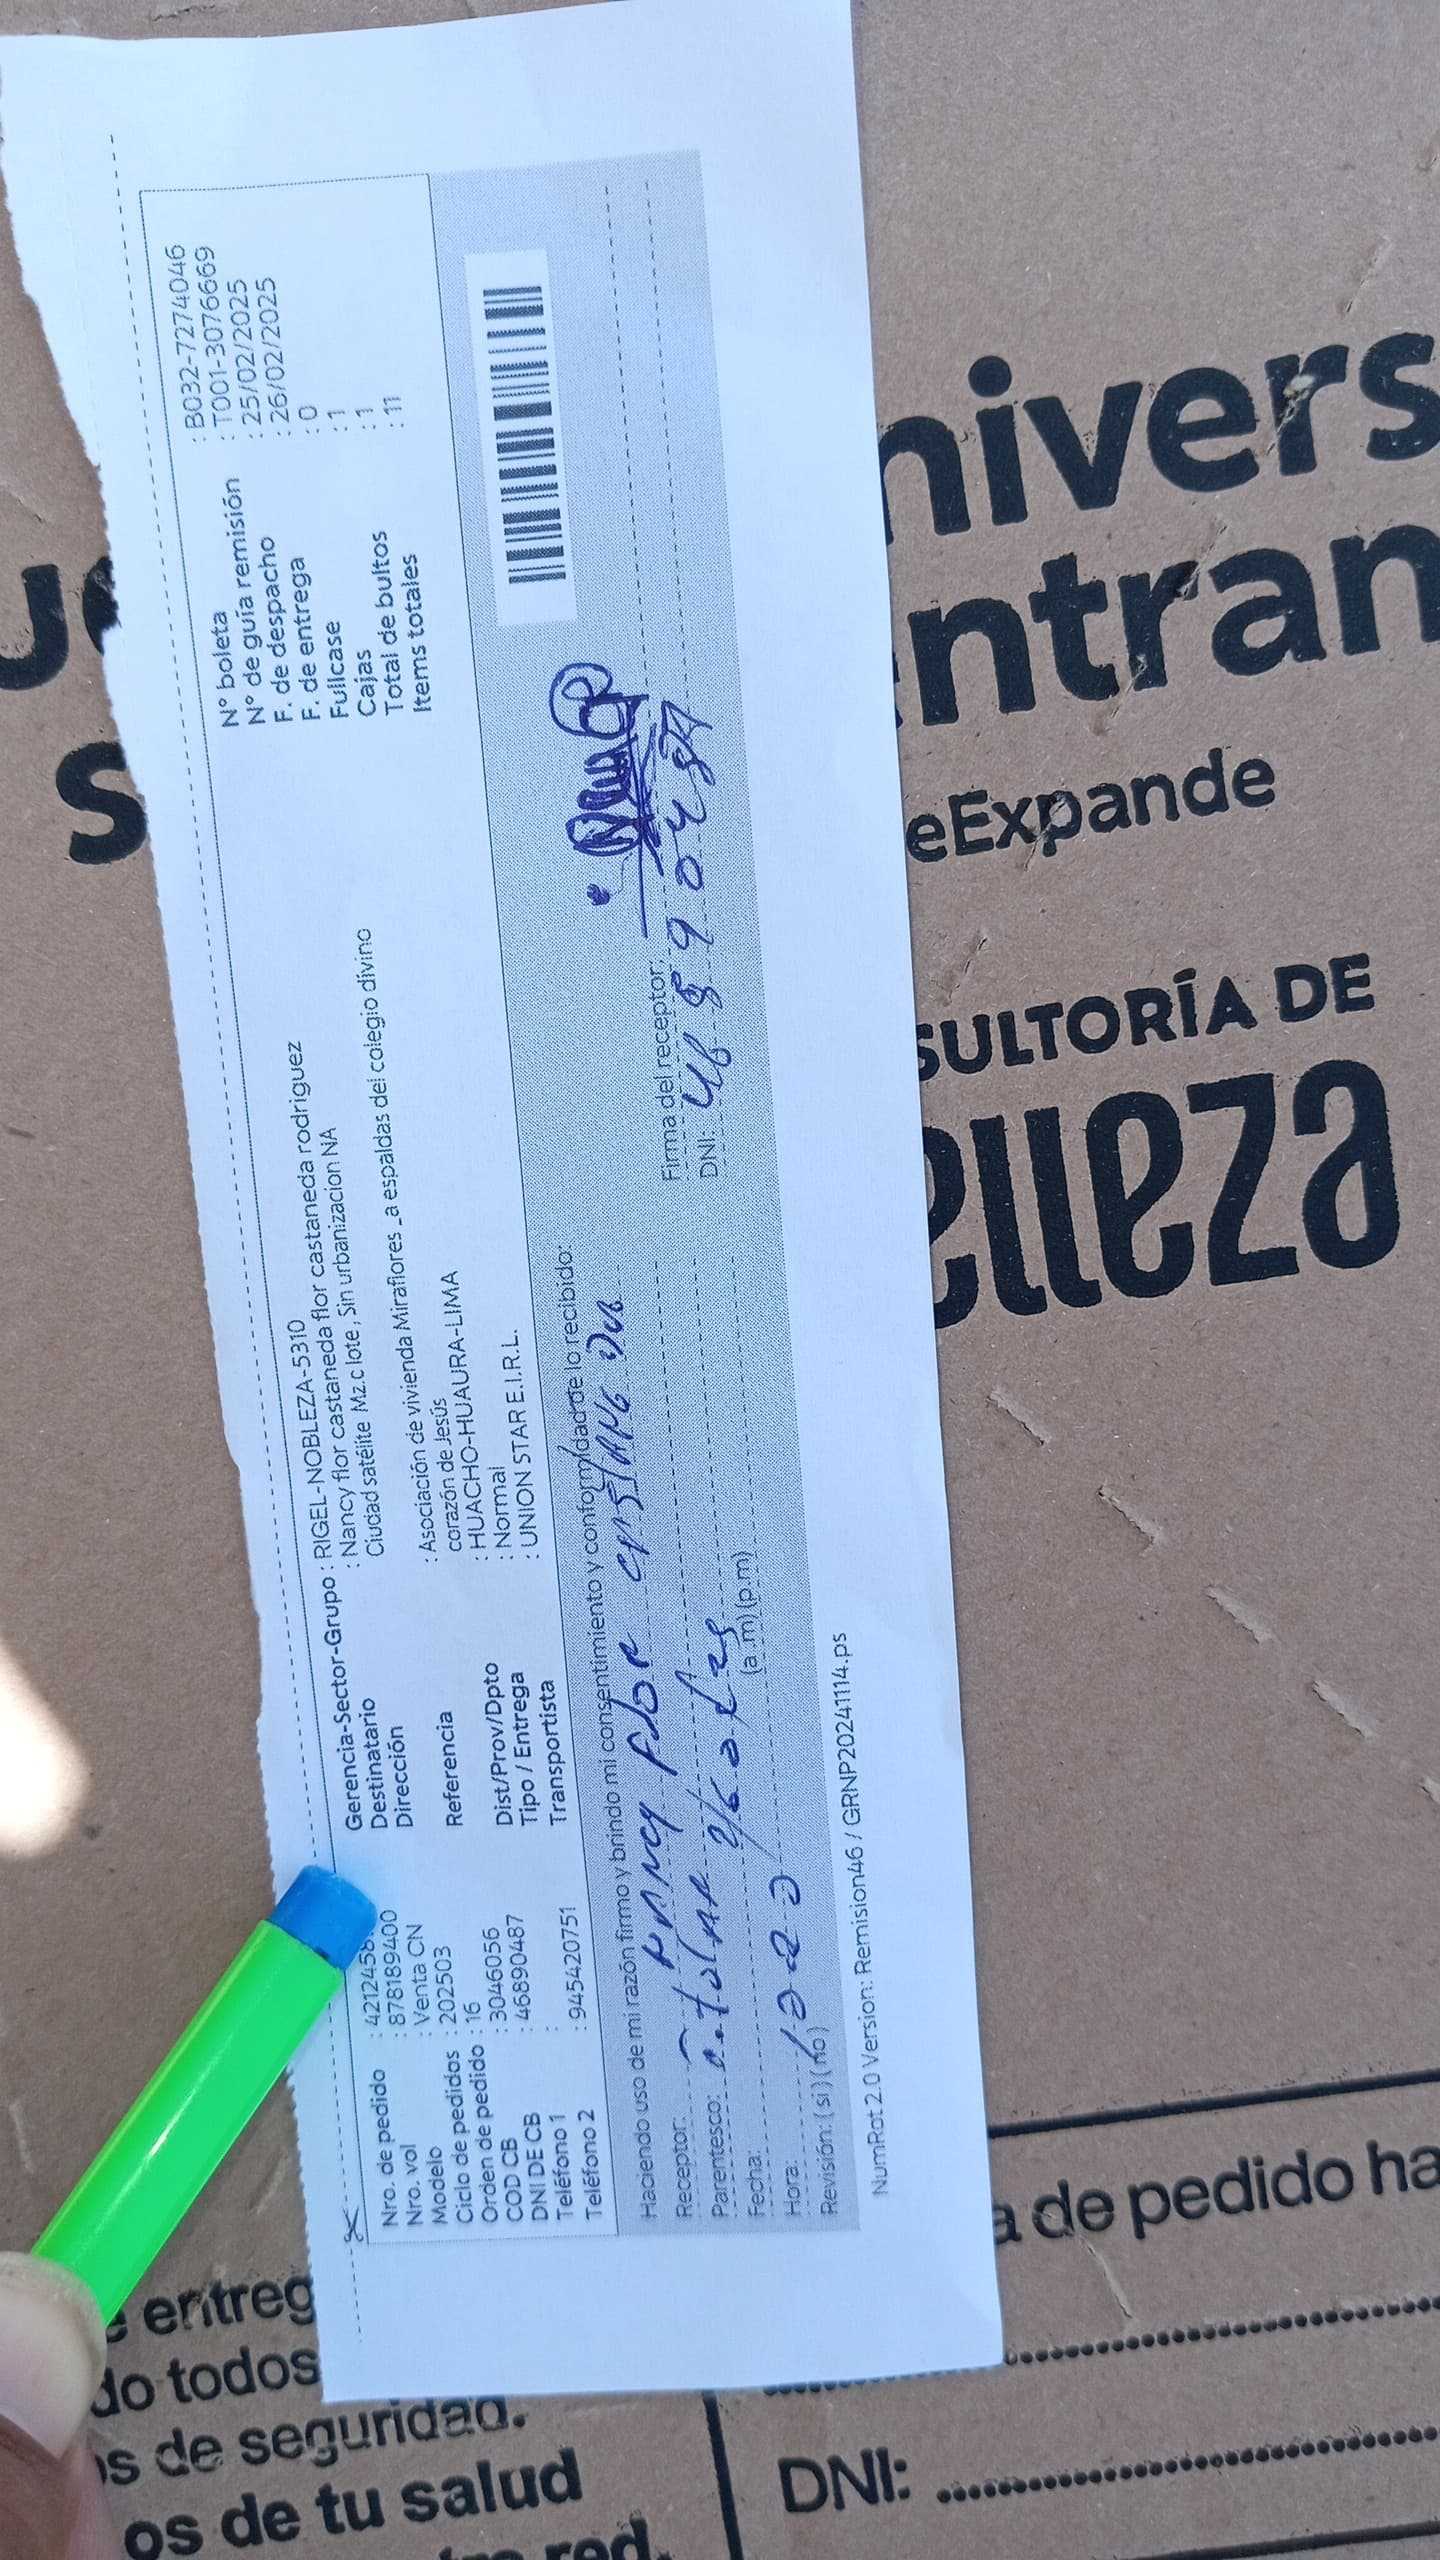 Nro. de pedido : 4212458
Nro. vol : 878189400
Modelo : Venta CN
Ciclo de pedidos : 202503
Orden de pedido : 16
COD CB : 3046056
DNI DE CB : 46890487
Teléfono 1 :
Teléfono 2 : 945420751
Gerencia-Sector-Grupo : RIGEL-NOBLEZA-5310
Destinatario : Nancy flor castaneda flor castaneda rodriguez
Dirección Ciudad satélite Mz.c lote , Sin urbanizacion NA
Referencia : Asociación de vivienda Miraflores _a espaldas del colegio divino
corazón de Jesús
Dist/Prov/Dpto : HUACHO-HUAURA-LIMA
Tipo / Entrega : Normal
Transportista : UNION STAR E.I.R.L.
N° boleta : B032-7274046
N° de guía remisión : T001-3076669
F. de despacho : 25/02/2025
F. de entrega : 26/02/2025
Fullcase : 0
Cajas : 1
Total de bultos : 1
Items totales : 11
Haciendo uso de mi razón firmo y brindo mi consentimiento y conformidad de lo recibido:
Receptor: Nancy Flor
Parentesco: titular
Fecha:
Hora: (a.m) (p.m)
Revisión: ( si ) ( no )
Firma del receptor:
DNI: 46890487
NumRot 2.0 Version: Remision46 / GRNP20241114.ps
nivers
ntran
eExpande
SULTORÍA DE
elleza
entreg
do todos
s de seguridad.
os de tu salud
red.
a de pedido ha
DNI: